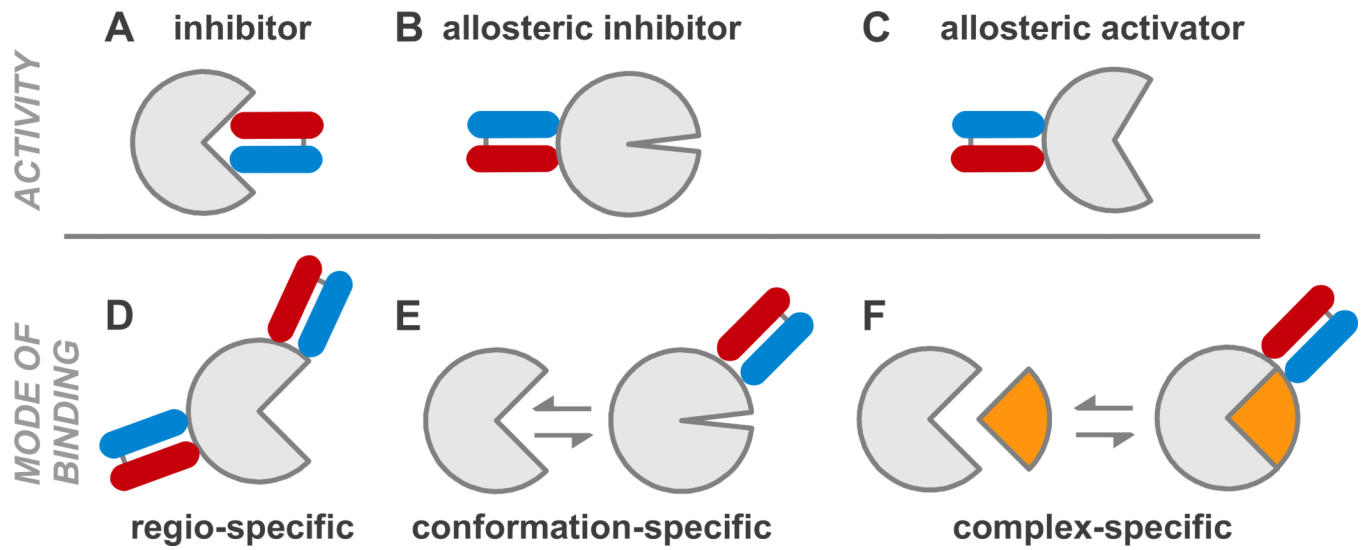 A inhibitor
B allosteric inhibitor
C allosteric activator
ACTIVITY
D
E
F
MODE OF
BINDING
regio-specific
conformation-specific
complex-specific